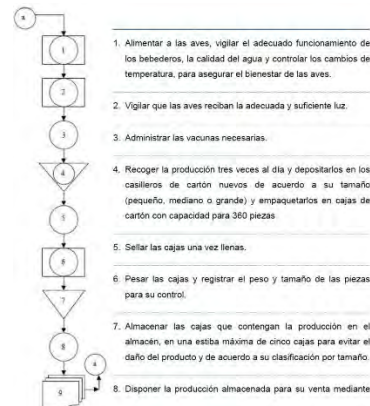 x
1
2
3
4
5
6
7
8
9
1. Alimentar a las aves, vigilar el adecuado funcionamiento de
los bebederos, la calidad del agua y controlar los cambios de
temperatura, para asegurar el bienestar de las aves.
2. Vigilar que las aves reciban la adecuada y suficiente luz.
3. Administrar las vacunas necesarias.
4. Recoger la producción tres veces al día y depositarlos en los
casilleros de cartón nuevos de acuerdo a su tamaño
(pequeño, mediano o grande) y empaquetarlos en cajas de
cartón con capacidad para 360 piezas
5. Sellar las cajas una vez llenas.
6. Pesar las cajas y registrar el peso y tamaño de las piezas
para su control.
7. Almacenar las cajas que contengan la producción en el
almacén, en una estiba máxima de cinco cajas para evitar el
daño del producto y de acuerdo a su clasificación por tamaño.
8. Disponer la producción almacenada para su venta mediante